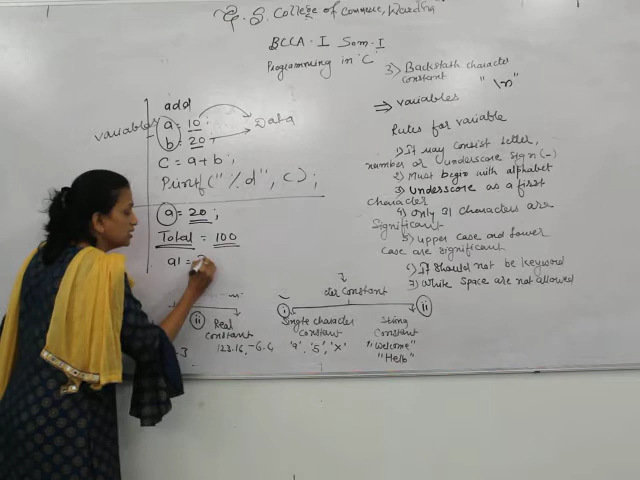 College of Commerce, Wardha
BCCA - I Sem - I
Programming in 'C'
3) Backslash character
constant " \n"
⇒ variables
Rules for variable
1) It may consist letter,
number or underscore sign (-)
2) Must begin with alphabet
3) Underscore as a first
character
4) Only 31 characters are
significant
5) upper case and lower
case are significant
6) It should not be keyword
7) White Space are not allowed
add
variables
a = 10 ;
Data
b = 20 ;
C = a + b ;
Printf(" % d" , C) ;
a = 20 ;
Total = 100
a1 =
Constant
ii Real
Constant
123.16, -6.6
i
Single character
Constant
'a', '5', 'x'
ii
String
Constant
"Welcome"
"Hello"